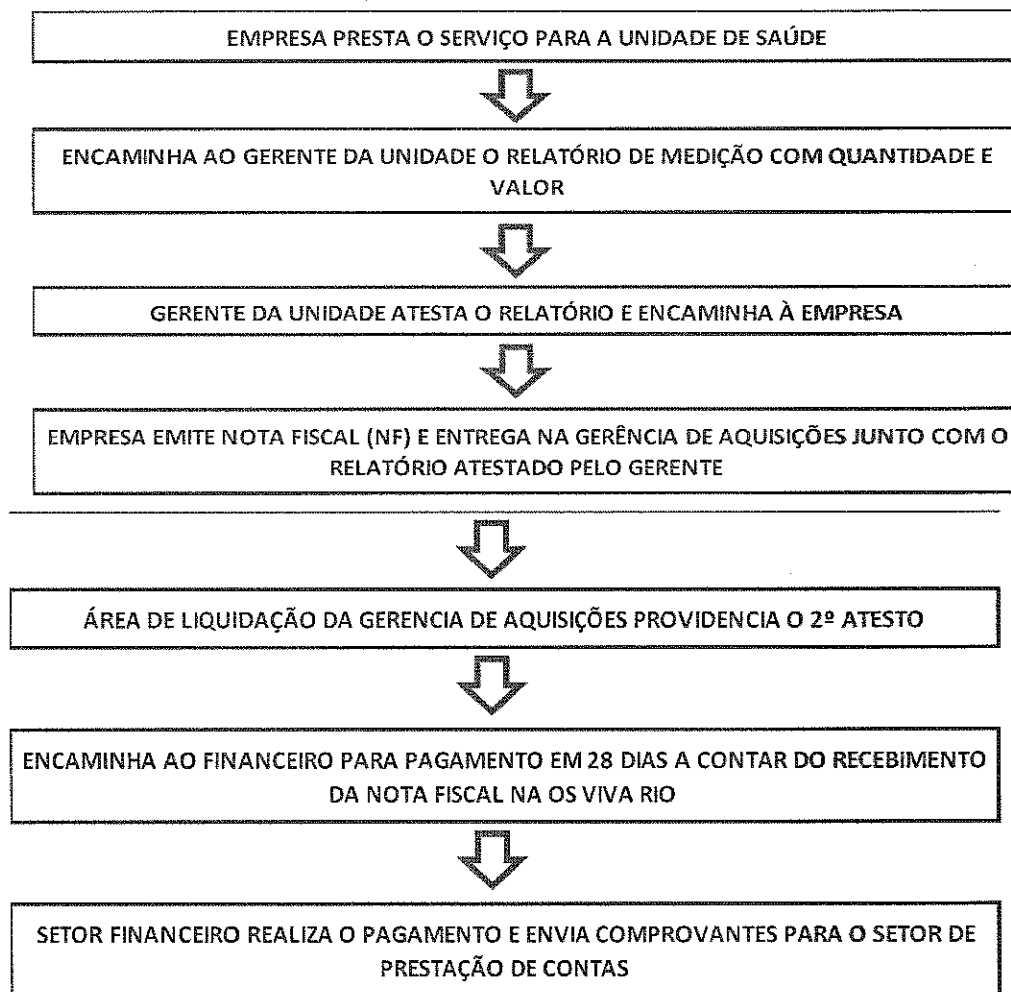 EMPRESA PRESTA O SERVIÇO PARA A UNIDADE DE SAÚDE
ENCAMINHA AO GERENTE DA UNIDADE O RELATÓRIO DE MEDIÇÃO COM QUANTIDADE E
VALOR
GERENTE DA UNIDADE ATESTA O RELATÓRIO E ENCAMINHA À EMPRESA
EMPRESA EMITE NOTA FISCAL (NF) E ENTREGA NA GERÊNCIA DE AQUISIÇÕES JUNTO COM O
RELATÓRIO ATESTADO PELO GERENTE
ÁREA DE LIQUIDAÇÃO DA GERENCIA DE AQUISIÇÕES PROVIDENCIA O 2º ATESTO
ENCAMINHA AO FINANCEIRO PARA PAGAMENTO EM 28 DIAS A CONTAR DO RECEBIMENTO
DA NOTA FISCAL NA OS VIVA RIO
SETOR FINANCEIRO REALIZA O PAGAMENTO E ENVIA COMPROVANTES PARA O SETOR DE
PRESTAÇÃO DE CONTAS